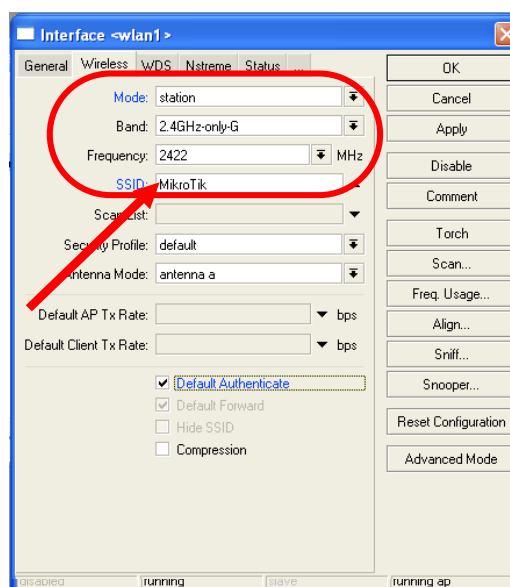 Interface <wlan1>
General Wireless WDS Nstreme Status ...
Mode: station
Band: 2.4GHz-only-G
Frequency: 2422 MHz
SSID: MikroTik
Scan List:
Security Profile: default
Antenna Mode: antenna a
Default AP Tx Rate: bps
Default Client Tx Rate: bps
Default Authenticate
Default Forward
Hide SSID
Compression
OK
Cancel
Apply
Disable
Comment
Torch
Scan...
Freq. Usage...
Align...
Sniff...
Snooper...
Reset Configuration
Advanced Mode
disabled running slave running ap